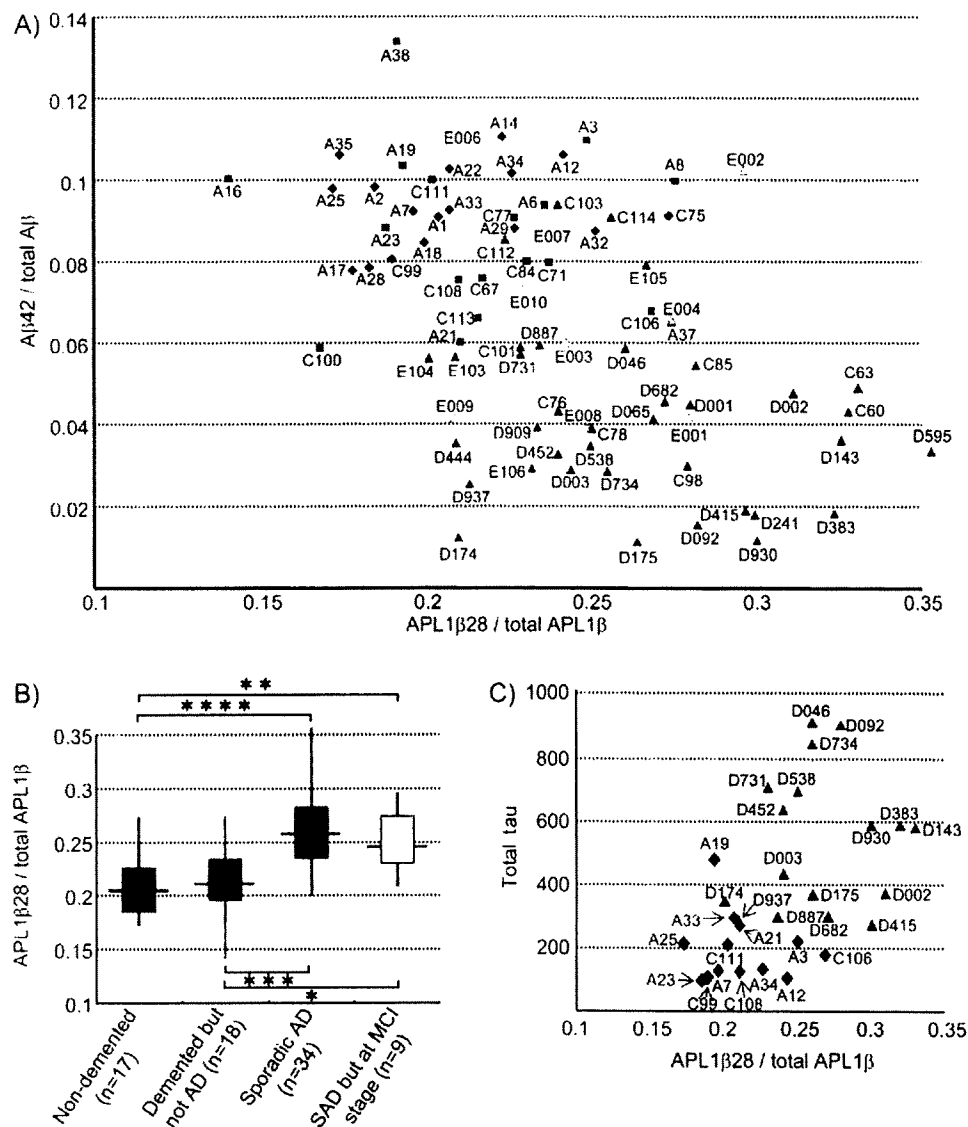 A)
0.14
0.12
0.1
0.08
0.06
0.04
0.02
Aβ42 / total Aβ
A38
A14
A3
A35
A19
E006
A22
A34
A12
A8
E002
A16
A25
A2
C111
A7
A33
A6
C103
A1
C77
A29
C114
C75
A23
A18
C112
E007
A32
A17
A28
C99
C84
C71
C108
C67
E010
E105
C113
C106
E004
A37
A21
C100
E104
E103
C101
D731
D887
E003
D046
C85
C63
E009
C76
E008
D682
D065
D001
D002
C60
D909
C78
E001
D143
D595
D444
D452
D538
E106
D003
D734
C98
D937
D415
D241
D383
D174
D175
D092
D930
0.1
0.15
0.2
0.25
0.3
0.35
APL1β28 / total APL1β
B)
∗∗
∗∗∗∗
0.35
0.3
0.25
0.2
0.1
APL1β28 / total APL1β
∗∗∗
∗
Non-demented
(n=17)
Demented but
not AD (n=18)
Sporadic AD
(n=34)
SAD but at MCI
stage (n=9)
C)
1000
800
600
400
200
0
Total tau
D046
D092
D734
D731
D538
D452
D383
D930
D143
A19
D003
D174
D937
D175
D002
A33
D887
D682
D415
A25
A21
C111
A3
C106
A23
C99
A7
C108
A34
A12
0.1
0.15
0.2
0.25
0.3
0.35
APL1β28 / total APL1β